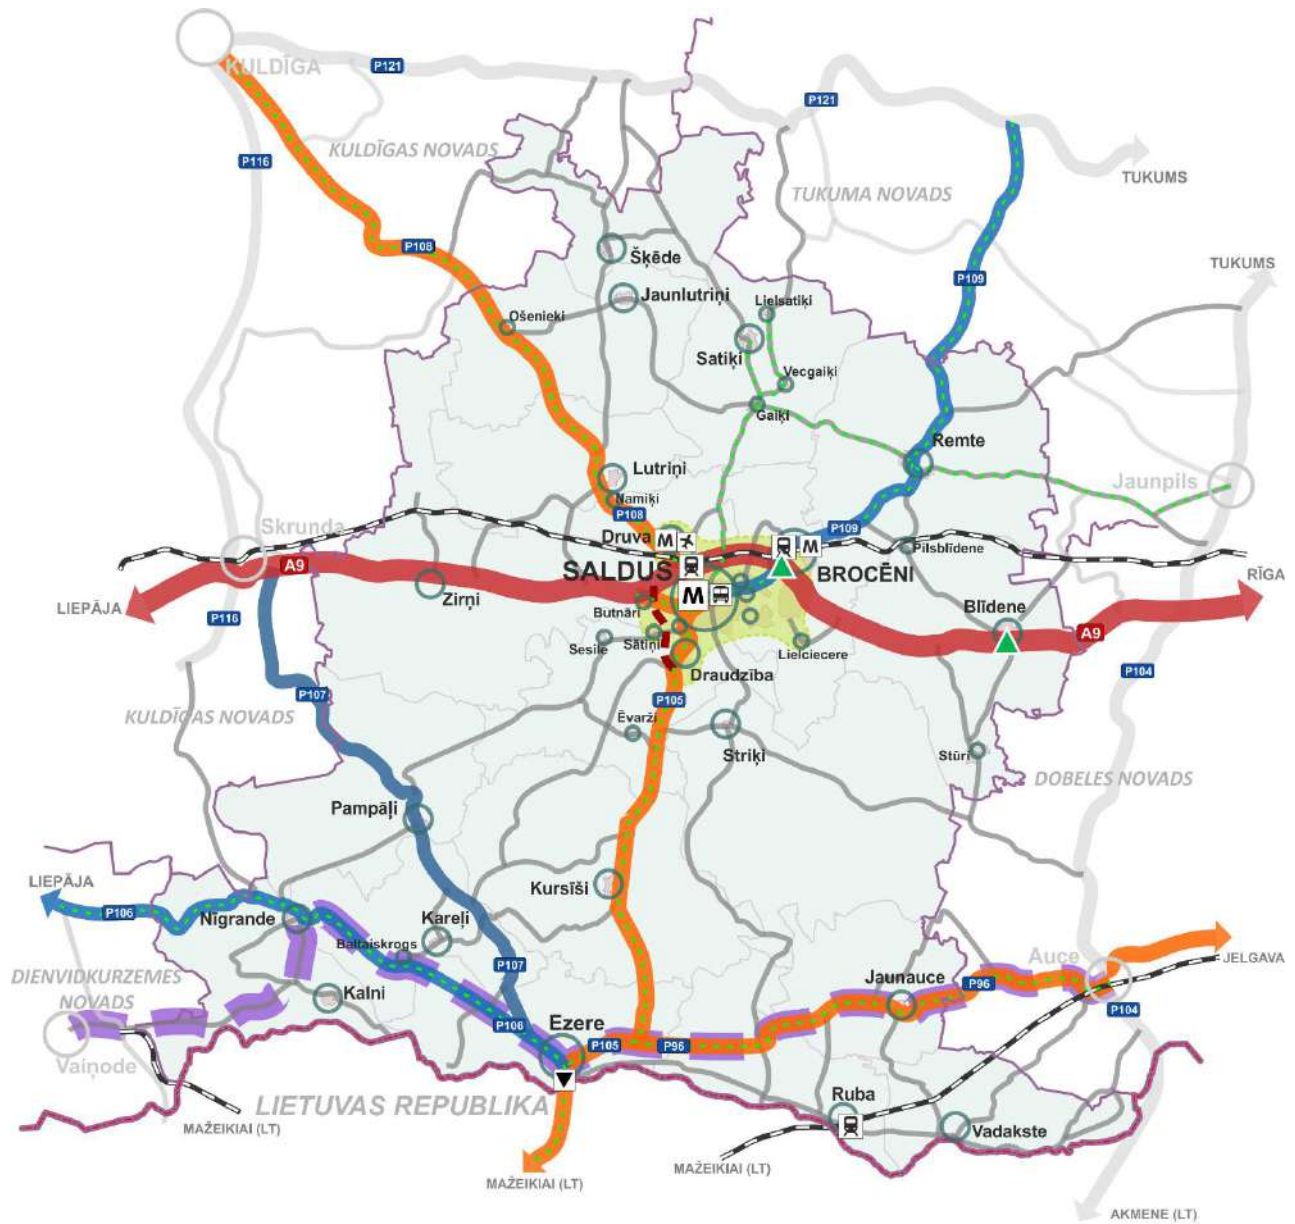 KULDĪGA
P121
P121
KULDĪGAS NOVADS
P116
TUKUMS
TUKUMA NOVADS
P108
Šķēde
TUKUMS
P109
Jaunlutriņi
Lielsatiķi
Ošenieki
Satiķi
Vecgaiķi
Gaiķi
Remte
Lutriņi
Jaunpils
Namiķi
P108
Skrunda
P109
Druva
M
M
Pilsblīdene
A9
SALDUS
BROCĒNI
RĪGA
Zirņi
M
LIEPĀJA
Butnāri
Blīdene
P116
A9
Sesile
Sātiņi
Lielciecere
P104
Draudzība
P107
P105
KULDĪGAS NOVADS
Ēvarži
Striķi
Stūri
DOBELES NOVADS
Pampāļi
LIEPĀJA
Kursīši
P106
Nīgrande
Kareļi
Baltaiskrogs
Auce
JELGAVA
P107
DIENVIDKURZEMES
NOVADS
Jaunauce
P96
Kalni
P104
P106
Ezere
P105
P96
Vaiņode
Ruba
LIETUVAS REPUBLIKA
MAŽEIKIAI (LT)
Vadakste
MAŽEIKIAI (LT)
MAŽEIKIAI (LT)
AKMENE (LT)